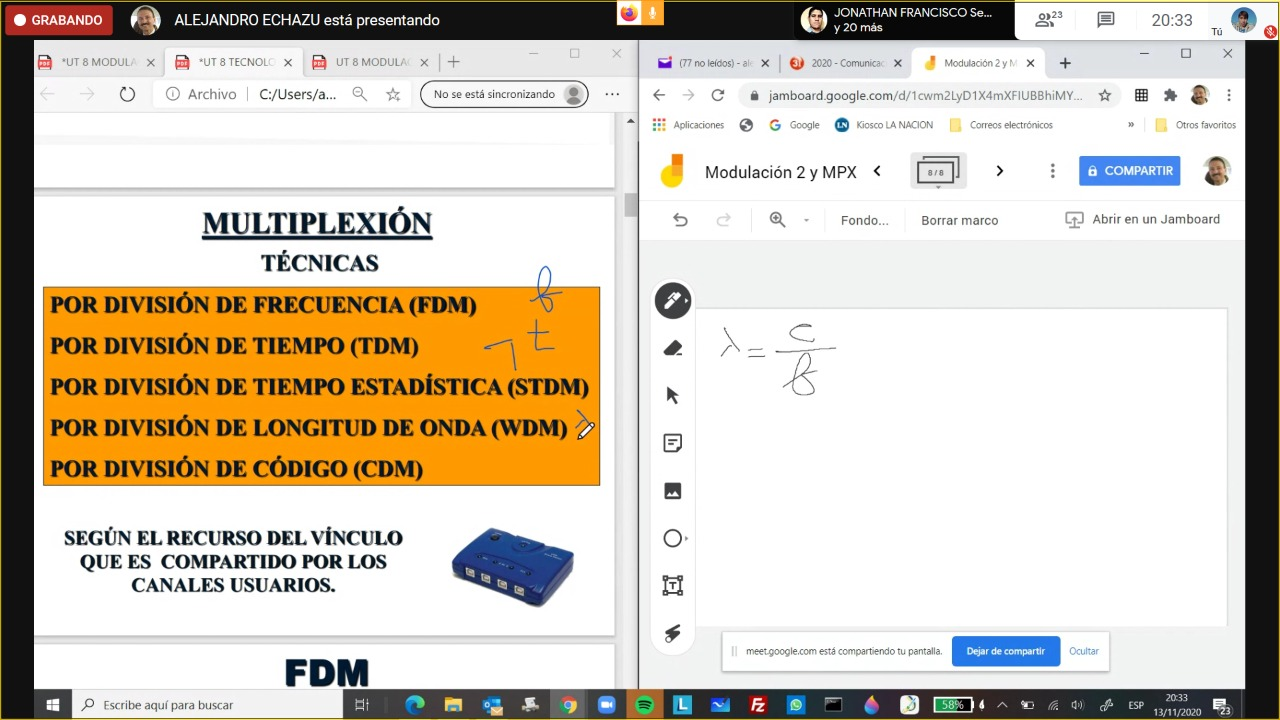 GRABANDO
ALEJANDRO ECHAZU está presentando
JONATHAN FRANCISCO Se...
y 20 más
23
20:33
Tú
*UT 8 MODULA
*UT 8 TECNOLO
UT 8 MODULAC
Archivo
C:/Users/a...
No se está sincronizando
MULTIPLEXIÓN
TÉCNICAS
POR DIVISIÓN DE FRECUENCIA (FDM) f
POR DIVISIÓN DE TIEMPO (TDM) t
POR DIVISIÓN DE TIEMPO ESTADÍSTICA (STDM)
POR DIVISIÓN DE LONGITUD DE ONDA (WDM) λ
POR DIVISIÓN DE CÓDIGO (CDM)
SEGÚN EL RECURSO DEL VÍNCULO
QUE ES COMPARTIDO POR LOS
CANALES USUARIOS.
FDM
(77 no leídos) - ale
2020 - Comunicac
Modulación 2 y M
jamboard.google.com/d/1cwm2LyD1X4mXFIUBBhiMY...
Aplicaciones
Google
LN
Kiosco LA NACION
Correos electrónicos
»
Otros favoritos
Modulación 2 y MPX
8 / 8
COMPARTIR
Fondo...
Borrar marco
Abrir en un Jamboard
λ = c
f
meet.google.com está compartiendo tu pantalla.
Dejar de compartir
Ocultar
Escribe aquí para buscar
58%
ESP
20:33
13/11/2020
23